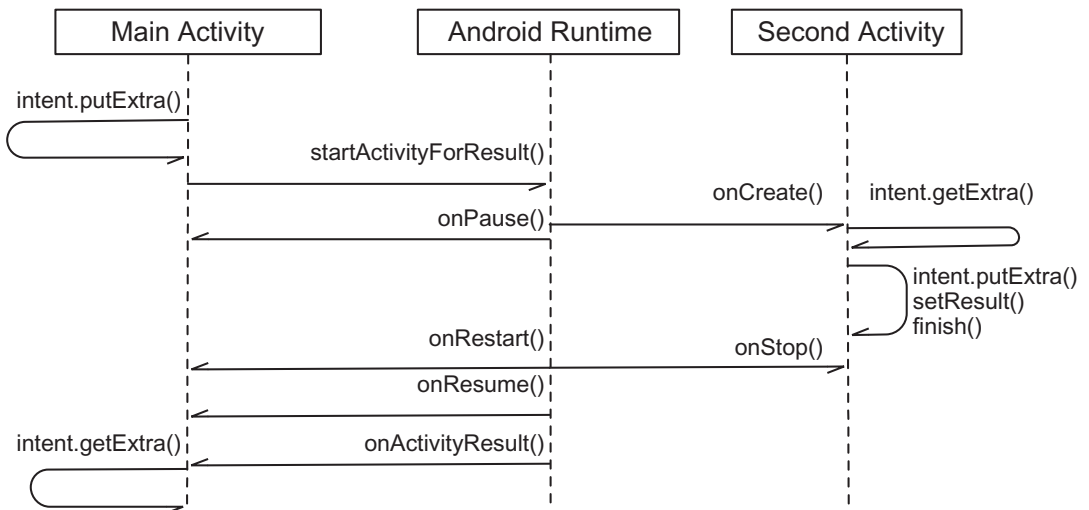 Main Activity
Android Runtime
Second Activity
intent.putExtra()
startActivityForResult()
onCreate()
intent.getExtra()
onPause()
intent.putExtra()
setResult()
finish()
onRestart()
onStop()
onResume()
intent.getExtra()
onActivityResult()